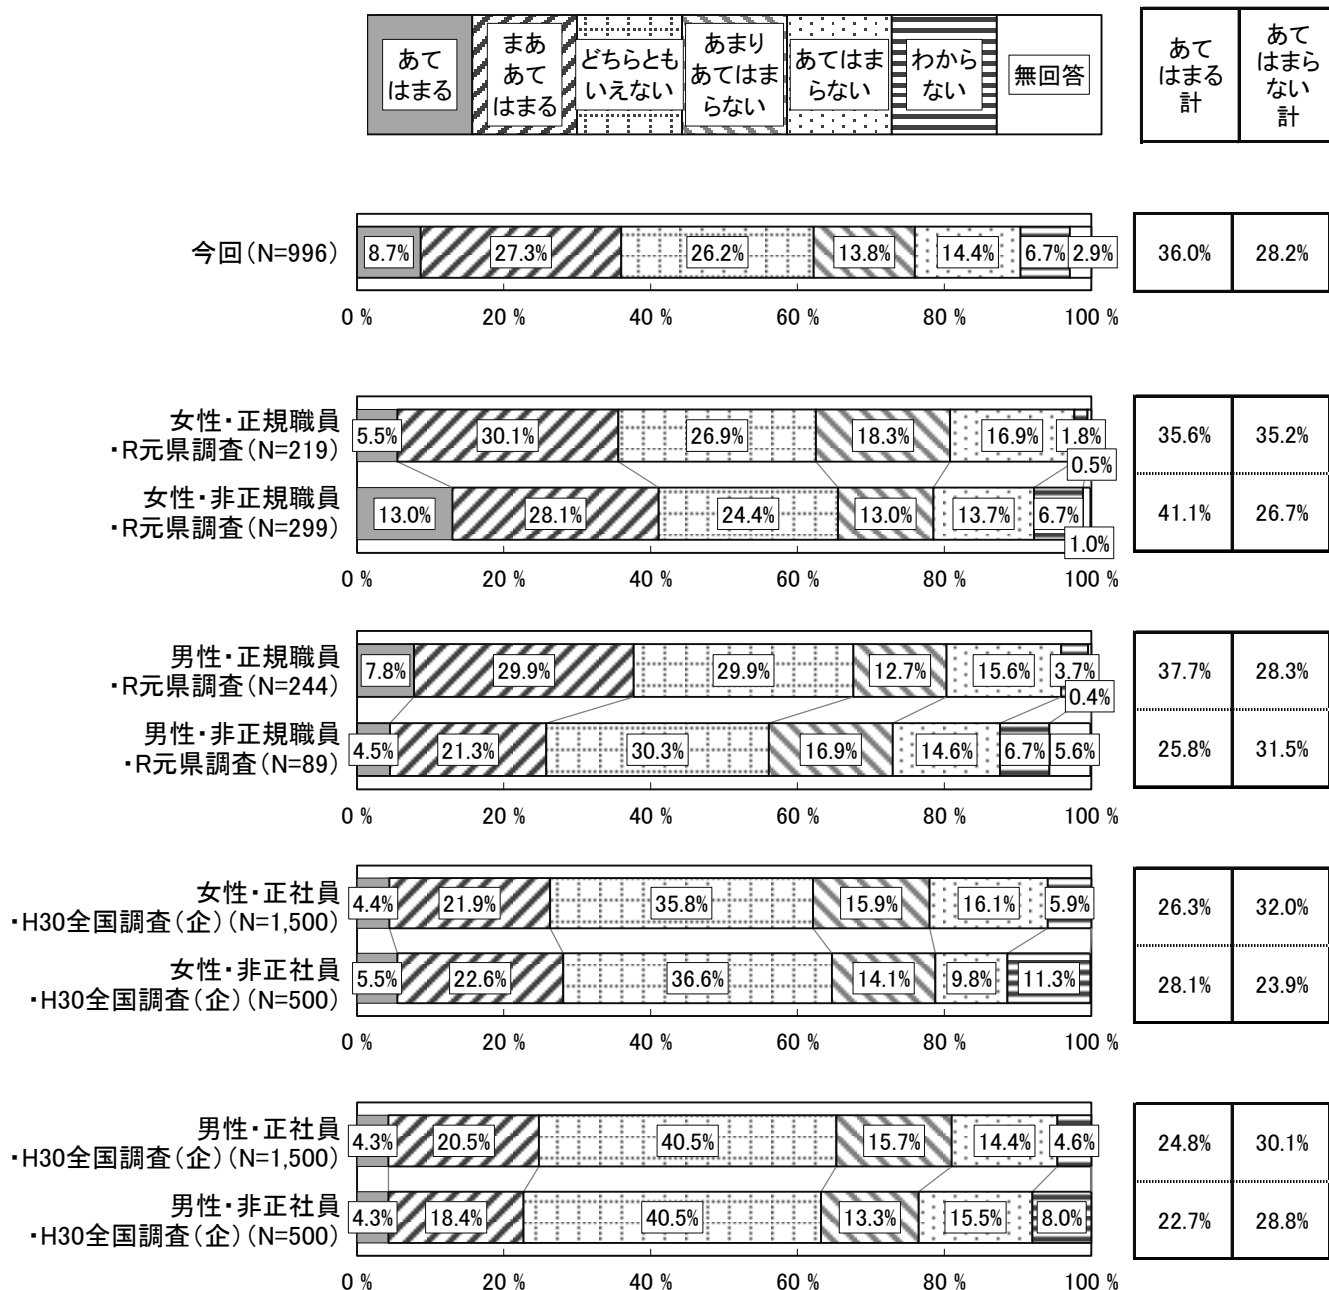 あて
はまる
まあ
あて
はまる
どちらとも
いえない
あまり
あてはま
らない
あてはま
らない
わから
ない
無回答
あて
はまる
計
あて
はまら
ない
計
今回(N=996)
8.7% 27.3% 26.2% 13.8% 14.4% 6.7% 2.9% 36.0% 28.2%
0 % 20 % 40 % 60 % 80 % 100 %
女性・正規職員
・R元県調査(N=219)
5.5% 30.1% 26.9% 18.3% 16.9% 1.8% 35.6% 35.2%
0.5%
女性・非正規職員
・R元県調査(N=299)
13.0% 28.1% 24.4% 13.0% 13.7% 6.7% 41.1% 26.7%
1.0%
0 % 20 % 40 % 60 % 80 % 100 %
男性・正規職員
・R元県調査(N=244)
7.8% 29.9% 29.9% 12.7% 15.6% 3.7% 37.7% 28.3%
0.4%
男性・非正規職員
・R元県調査(N=89)
4.5% 21.3% 30.3% 16.9% 14.6% 6.7% 5.6% 25.8% 31.5%
0 % 20 % 40 % 60 % 80 % 100 %
女性・正社員
・H30全国調査(企)(N=1,500)
4.4% 21.9% 35.8% 15.9% 16.1% 5.9% 26.3% 32.0%
女性・非正社員
・H30全国調査(企)(N=500)
5.5% 22.6% 36.6% 14.1% 9.8% 11.3% 28.1% 23.9%
0 % 20 % 40 % 60 % 80 % 100 %
男性・正社員
・H30全国調査(企)(N=1,500)
4.3% 20.5% 40.5% 15.7% 14.4% 4.6% 24.8% 30.1%
男性・非正社員
・H30全国調査(企)(N=500)
4.3% 18.4% 40.5% 13.3% 15.5% 8.0% 22.7% 28.8%
0 % 20 % 40 % 60 % 80 % 100 %